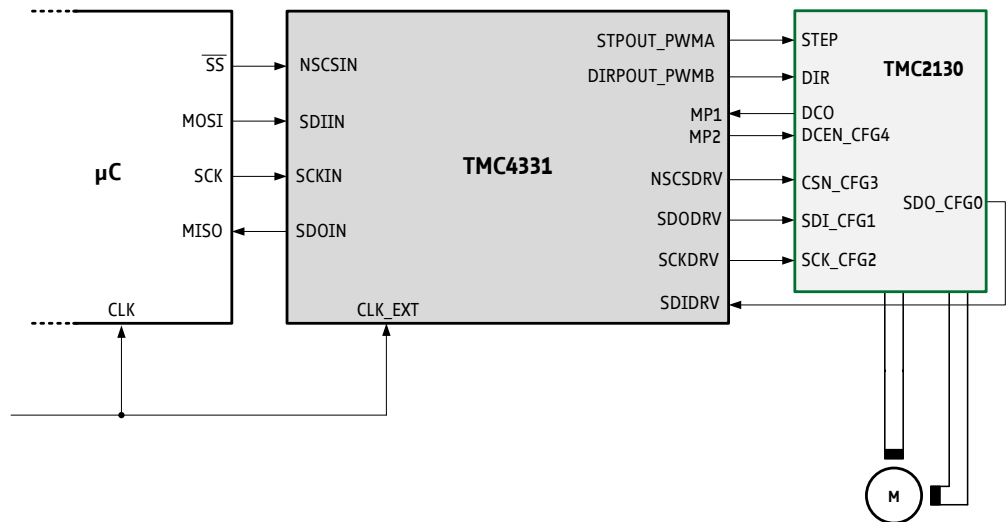 STPOUT_PWMA
STEP
TMC2130
SS
NSCSIN
DIRPOUT_PWMB
DIR
MP1
DCO
MOSI
SDIIN
MP2
DCEN_CFG4
µC
TMC4331
SCK
SCKIN
NSCSDRV
CSN_CFG3
SDO_CFG0
MISO
SDOIN
SDODRV
SDI_CFG1
SCKDRV
SCK_CFG2
CLK
CLK_EXT
SDIDRV
M